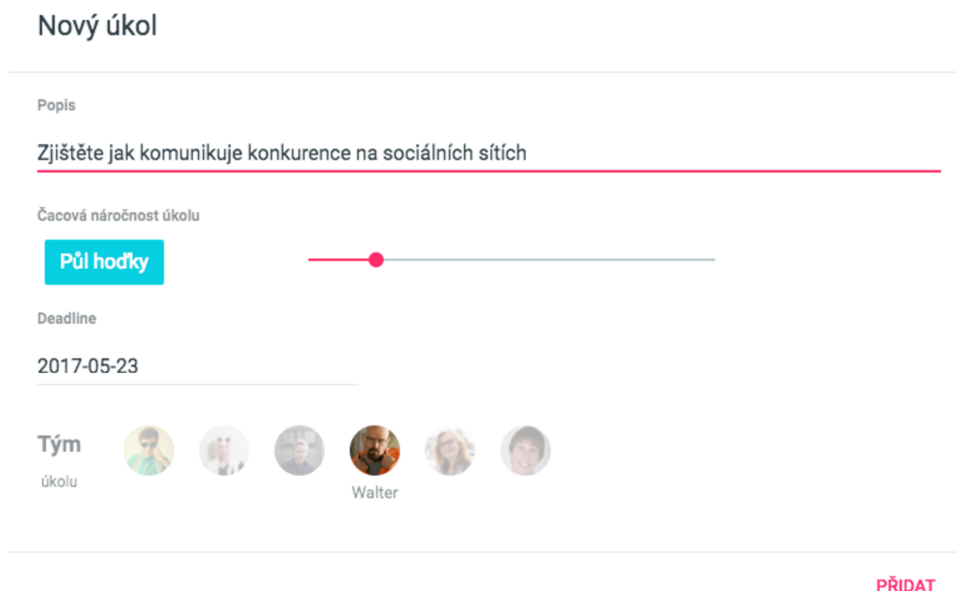 Nový úkol
Popis
Zjištěte jak komunikuje konkurence na sociálních sítích
Čacová náročnost úkolu
Půl hoďky
Deadline
2017-05-23
Tým
úkolu
Walter
PŘIDAT